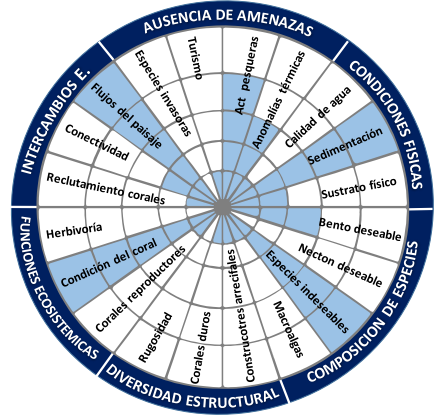 AUSENCIA DE AMENAZAS
CONDICIONES FISICAS
COMPOSICION DE ESPECIES
DIVERSIDAD ESTRUCTURAL
FUNCIONES ECOSISTEMICAS
INTERCAMBIOS E.
Act pesqueras
Anomalías térmicas
Calidad de agua
Sedimentación
Sustrato físico
Bento deseable
Necton deseable
Especies indeseables
Macroalgas
Construcotres arrecifales
Corales duros
Rugosidad
Corales reproductores
Condición del coral
Herbivoría
Reclutamiento corales
Conectividad
Flujos del paisaje
Especies invasoras
Turismo